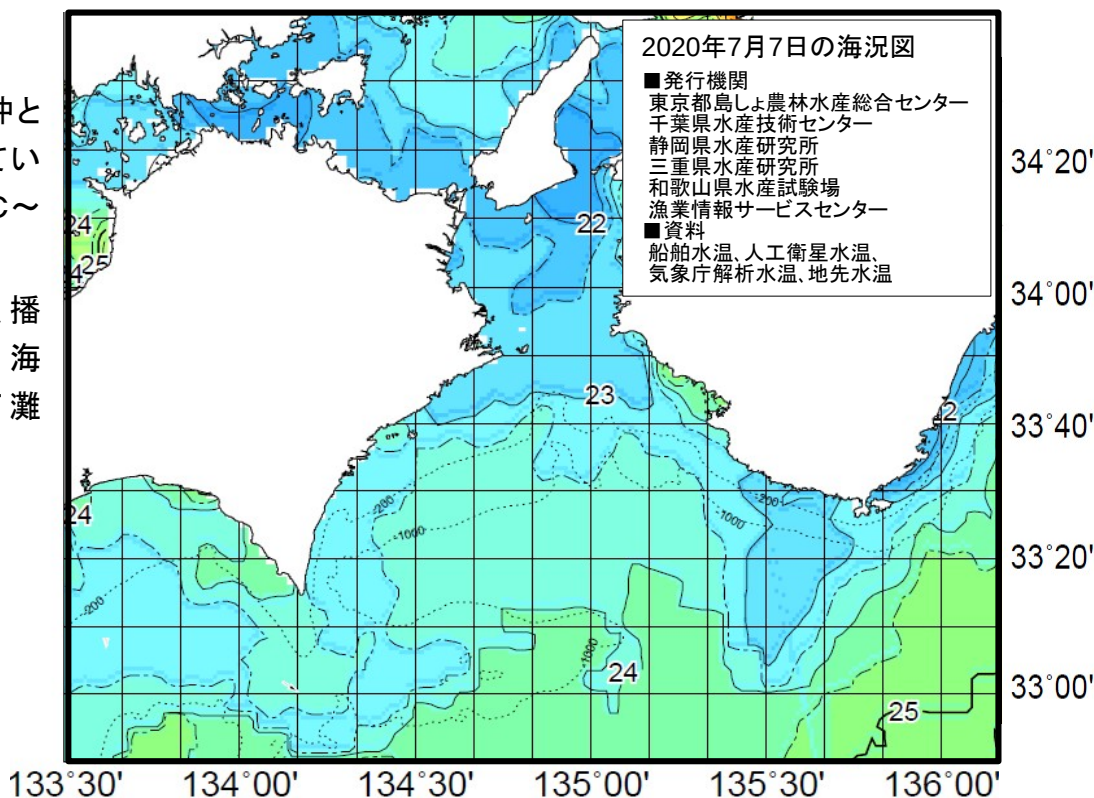 2020年7月7日の海況図
■発行機関
東京都島しょ農林水産総合センター
千葉県水産技術センター
静岡県水産研究所
三重県水産研究所
和歌山県水産試験場
漁業情報サービスセンター
■資料
船舶水温、人工衛星水温、
気象庁解析水温、地先水温
沖と
てい
℃～
播
海
灘
34°20'
34°00'
33°40'
33°20'
33°00'
24
25
22
23
24
24
25
-200
-1000
-200
-1000
-200
-1000
133°30' 134°00' 134°30' 135°00' 135°30' 136°00'